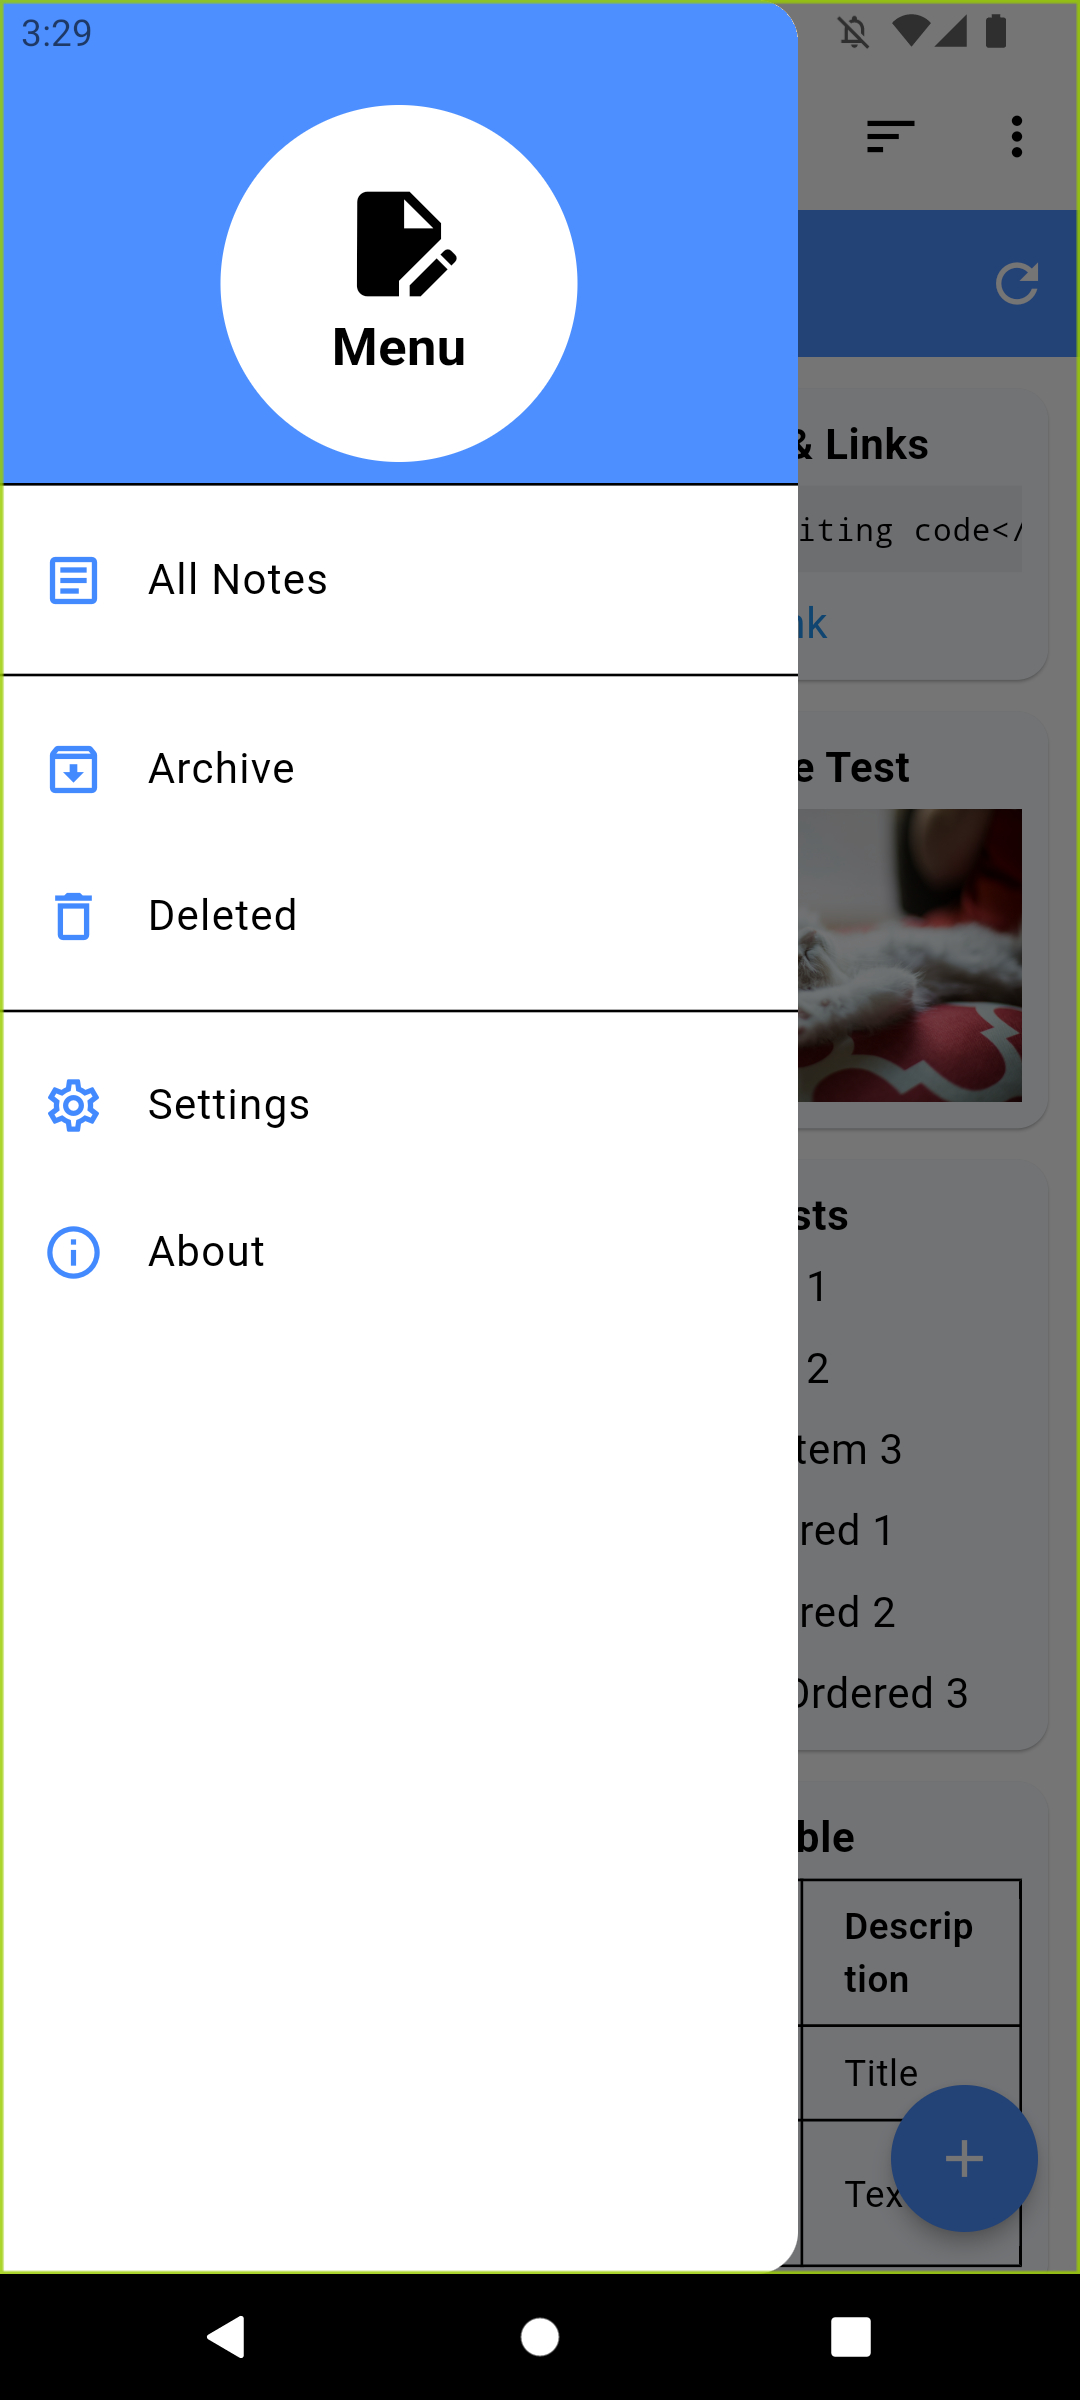 3:29
Menu
All Notes
Archive
Deleted
Settings
About
& Links
iting code</
nk
e Test
sts
1
2
tem 3
red 1
red 2
Ordered 3
ble
Descrip
tion
Title
Tex